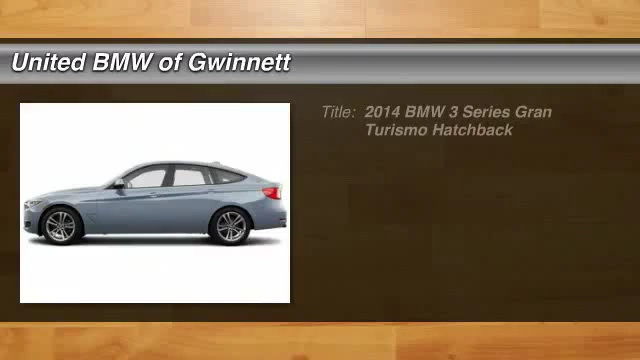 United BMW of Gwinnett
Title: 2014 BMW 3 Series Gran
Turismo Hatchback